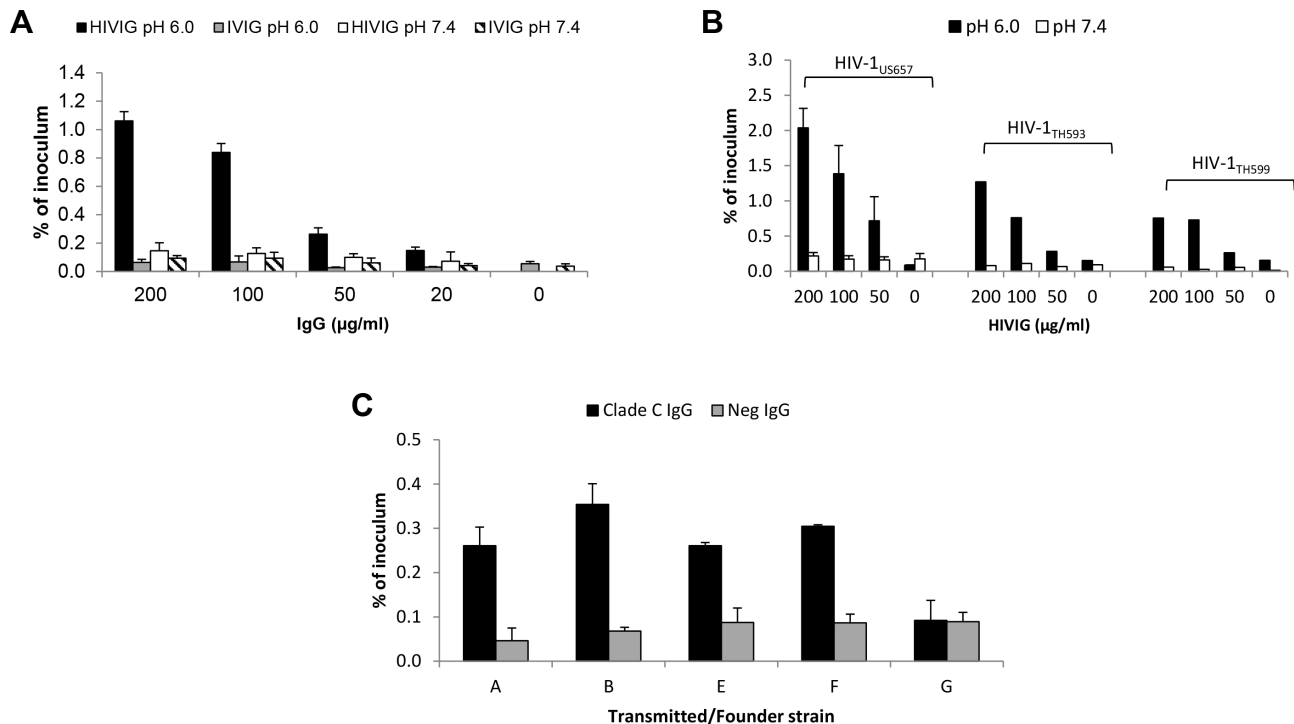 A
HIVIG pH 6.0 IVIG pH 6.0 HIVIG pH 7.4 IVIG pH 7.4
% of inoculum
1.4
1.2
1.0
0.8
0.6
0.4
0.2
0.0
200 100 50 20 0
IgG (µg/ml)
B
pH 6.0 pH 7.4
% of inoculum
3.0
2.5
2.0
1.5
1.0
0.5
0.0
HIV-1US657
HIV-1TH593
HIV-1TH599
200 100 50 0 200 100 50 0 200 100 50 0
HIVIG (µg/ml)
C
Clade C IgG Neg IgG
% of inoculum
0.5
0.4
0.3
0.2
0.1
0.0
A B E F G
Transmitted/Founder strain